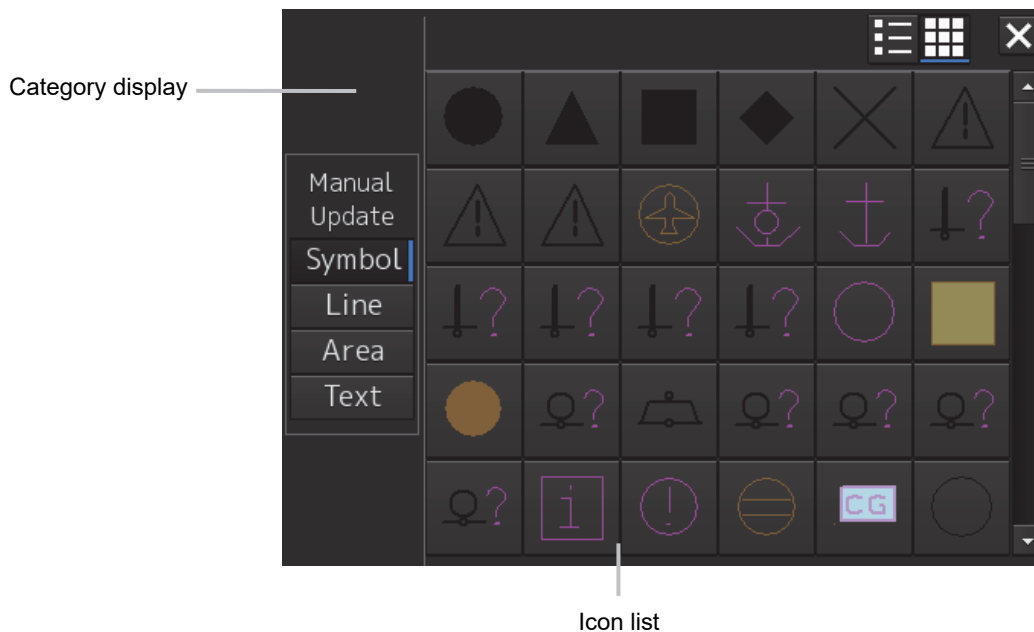 Category display
Manual
Update
Symbol
Line
Area
Text
!
! !
?
? ? ? ?
? ? ? ?
? i ! CG
Icon list